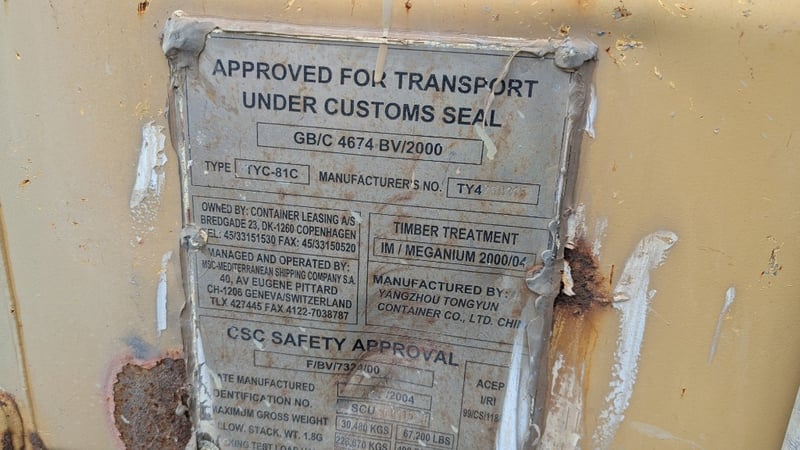 APPROVED FOR TRANSPORT
UNDER CUSTOMS SEAL
GB/C 4674 BV/2000
TYPE TYC-81C MANUFACTURER'S NO. TY4
OWNED BY: CONTAINER LEASING A/S
BREDGADE 23, DK-1260 COPENHAGEN
TEL: 45/33151530 FAX: 45/33150520
MANAGED AND OPERATED BY:
MSC-MEDITERRANEAN SHIPPING COMPANY S.A.
40, AV EUGENE PITTARD
CH-1206 GENEVA/SWITZERLAND
TLX 427445 FAX 4122-7038787
TIMBER TREATMENT
IM / MEGANIUM 2000/04
MANUFACTURED BY:
YANGZHOU TONGYUN
CONTAINER CO., LTD. CHIN
CSC SAFETY APPROVAL
F/BV/7324/00
DATE MANUFACTURED /2004
IDENTIFICATION NO. SCU
MAXIMUM GROSS WEIGHT 30,480 KGS 67,200 LBS
ALLOW. STACK. WT. 1.8G
ACEP
99/CS/118